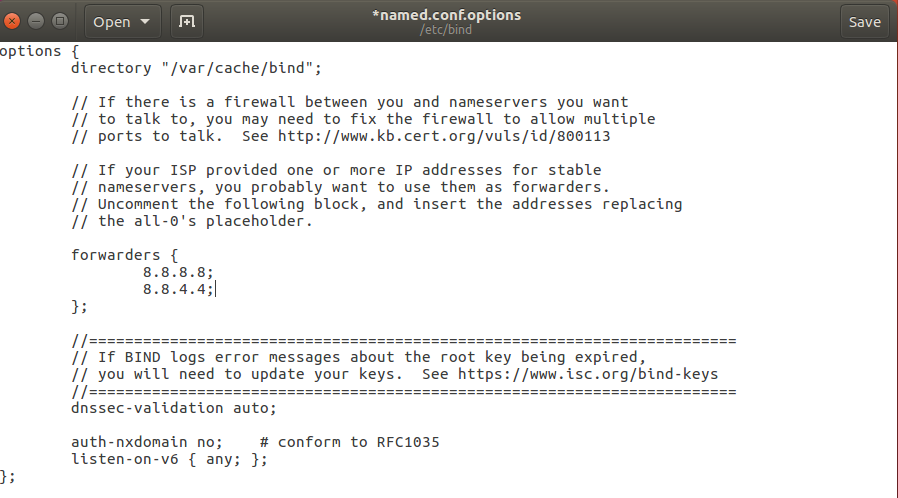 Open
*named.conf.options
/etc/bind
Save
options {
directory "/var/cache/bind";
// If there is a firewall between you and nameservers you want
// to talk to, you may need to fix the firewall to allow multiple
// ports to talk.  See http://www.kb.cert.org/vuls/id/800113
// If your ISP provided one or more IP addresses for stable
// nameservers, you probably want to use them as forwarders.
// Uncomment the following block, and insert the addresses replacing
// the all-0's placeholder.
forwarders {
8.8.8.8;
8.8.4.4;
};
//========================================================================
// If BIND logs error messages about the root key being expired,
// you will need to update your keys.  See https://www.isc.org/bind-keys
//========================================================================
dnssec-validation auto;
auth-nxdomain no;    # conform to RFC1035
listen-on-v6 { any; };
};